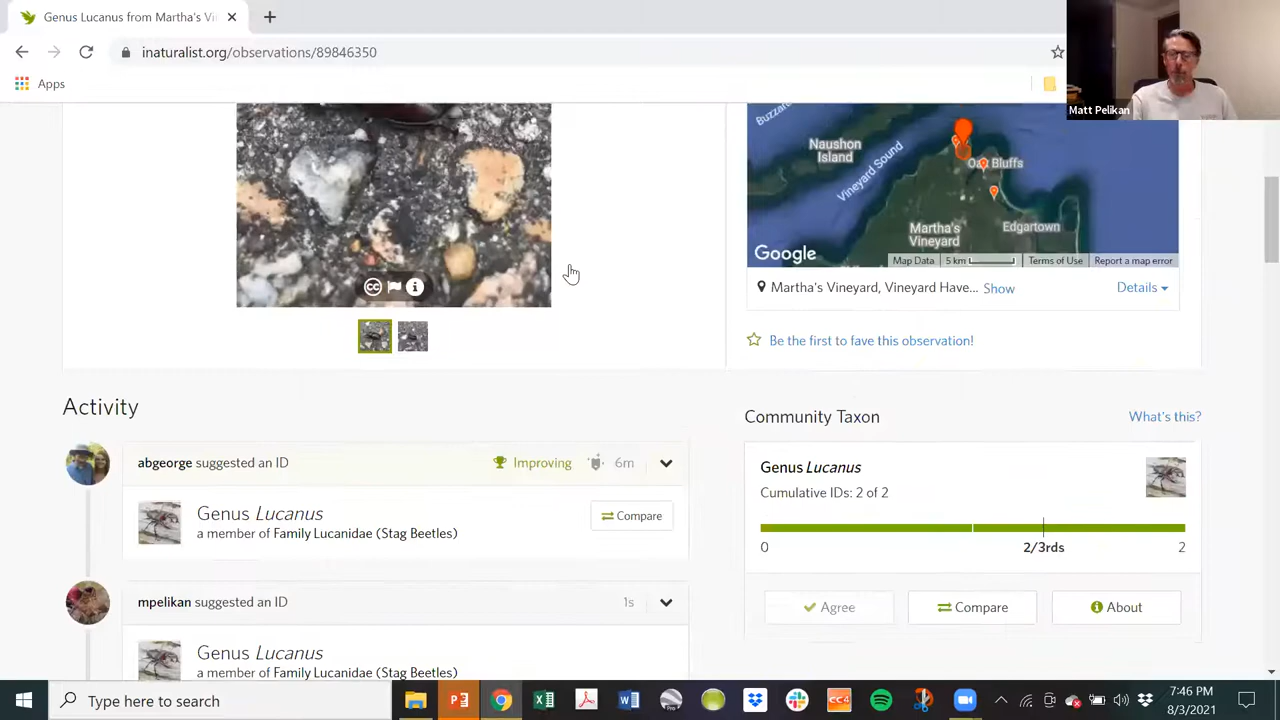 Genus Lucanus from Martha's Vi
inaturalist.org/observations/89846350
Apps
Matt Pelikan
Buzzar
Naushon
Island
Vineyard Sound
Oak Bluffs
Martha's
Vineyard
Edgartown
Google
Map Data 5 km Terms of Use Report a map error
Martha's Vineyard, Vineyard Have... Show Details
Be the first to fave this observation!
Activity
abgeorge suggested an ID Improving 6m
Genus Lucanus
a member of Family Lucanidae (Stag Beetles)
Compare
mpelikan suggested an ID 1s
Genus Lucanus
a member of Family Lucanidae (Stag Beetles)
Community Taxon What's this?
Genus Lucanus
Cumulative IDs: 2 of 2
0 2/3rds 2
Agree Compare About
Type here to search
7:46 PM
8/3/2021